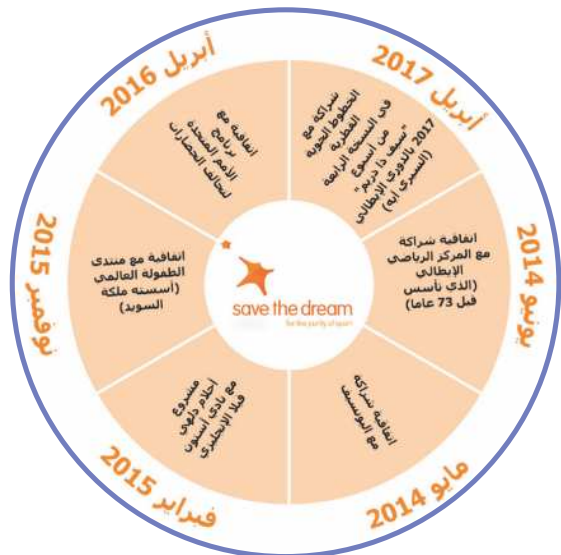 أبريل 2017
شراكة مع
الخطوط الجوية
القطرية
في النسخة الرابعة
من أسبوع
"سيف ذا دريم"
2017 بالدوري الإيطالي
(السيري ايه)
يونيو 2014
اتفاقية شراكة
مع المركز الرياضي
الإيطالي
(الذي تأسس
قبل 73 عاما)
مايو 2014
اتفاقية شراكة
مع اليونسيف
فبراير 2015
مشروع
أحلام دلهي
مع نادي أستون
فيلا الإنجليزي
نوفمبر 2015
اتفاقية مع منتدى
الطفولة العالمي
(أسسته ملكة
السويد)
أبريل 2016
اتفاقية مع
برنامج
الأمم المتحدة
لتحالف الحضارات
save the dream
for the purity of sport